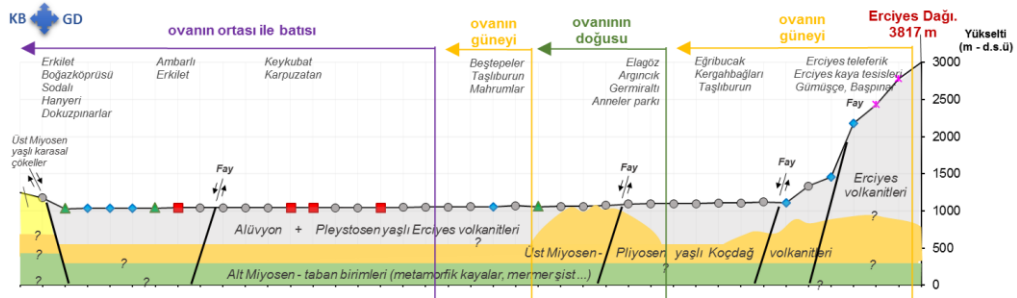 KB GD
ovanın ortası ile batısı
ovanın
güneyi
ovanının
doğusu
ovanın
güneyi
Erciyes Dağı.
3817 m
Yükselti
(m - d.s.ü)
Erkilet
Boğazköprüsü
Sodalı
Hanyeri
Dokuzpınarlar
Ambarlı
Erkilet
Keykubat
Karpuzatan
Beştepeler
Taşlıburun
Mahrumlar
Elagöz
Argıncık
Germiraltı
Anneler parkı
Eğribucak
Kergahbağları
Taşlıburun
Erciyes teleferik
Erciyes kaya tesisleri
Gümüşçe, Başpınar
3000
2500
2000
1500
1000
500
0
Üst Miyosen
yaşlı karasal
çökeller
Fay
Fay
Fay
Fay
Erciyes
volkanitleri
Alüvyon + Pleystosen yaşlı Erciyes volkanitleri
Üst Miyosen - Pliyosen yaşlı Koçdağ volkanitleri
Alt Miyosen - taban birimleri (metamorfik kayalar, mermer şist ...)
?
?
?
?
?
?
?
?